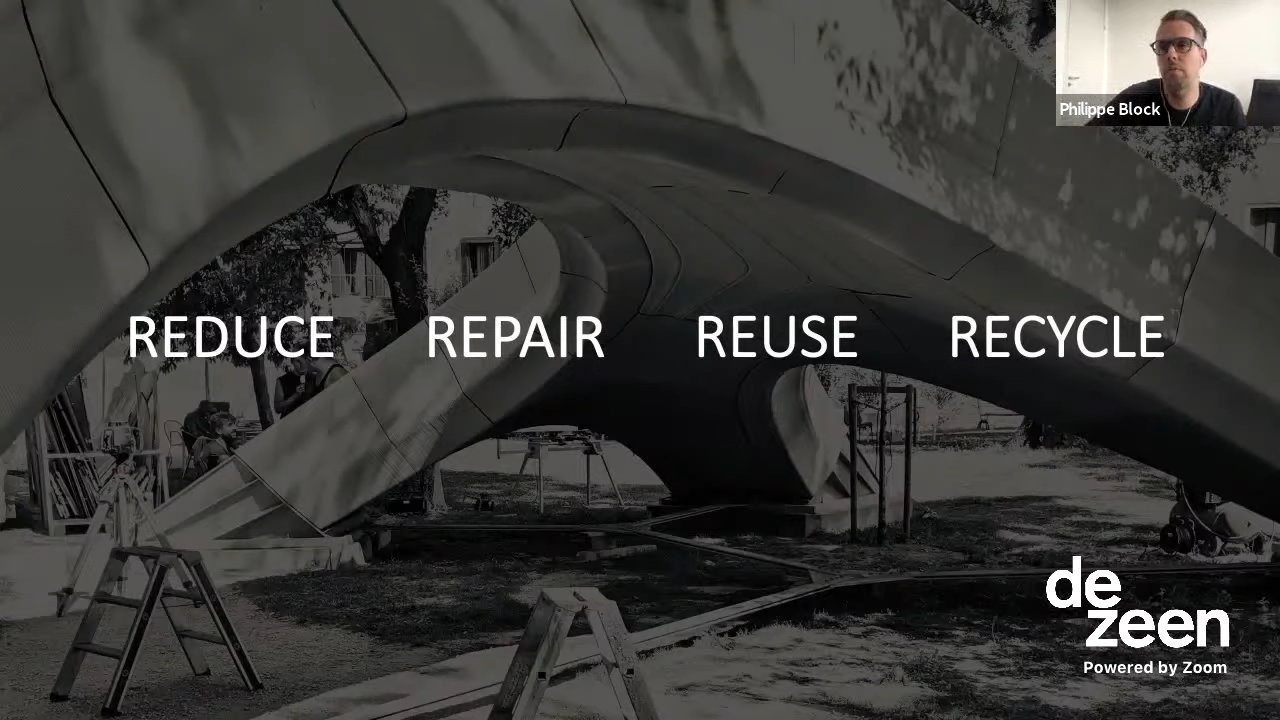 Philippe Block
REDUCE REPAIR REUSE RECYCLE
de
zeen
Powered by Zoom